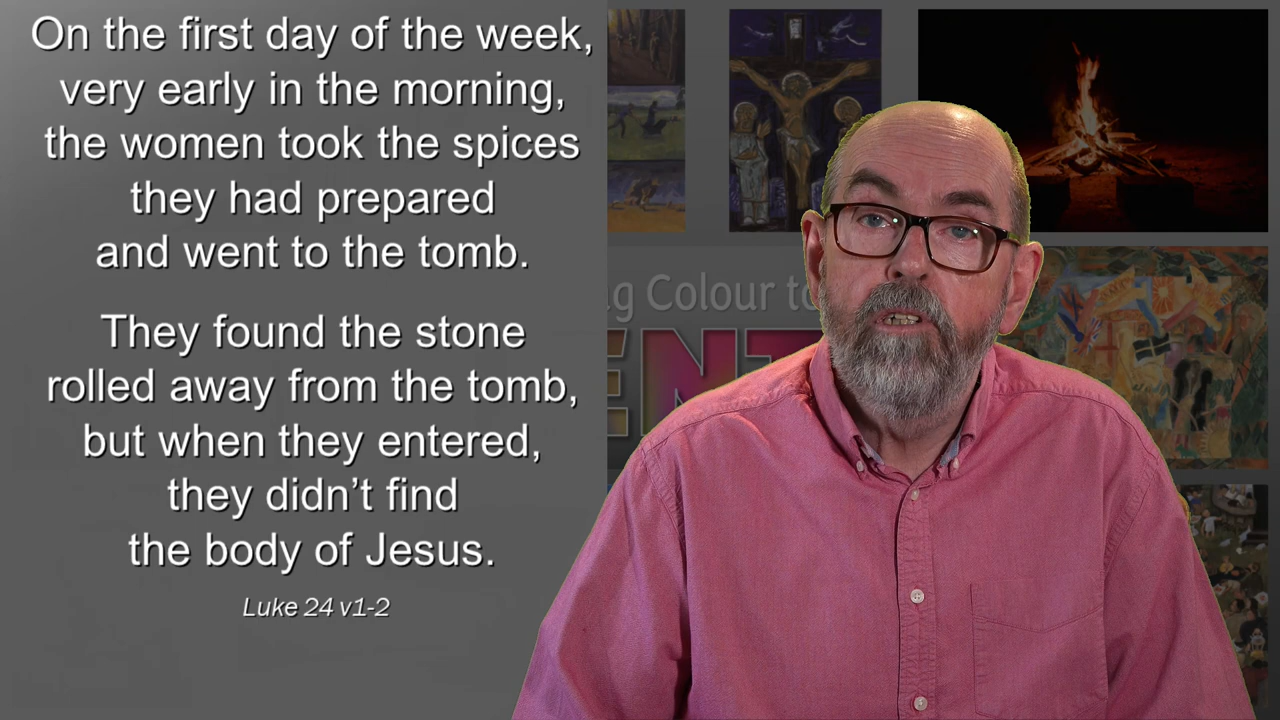 On the first day of the week,
very early in the morning,
the women took the spices
they had prepared
and went to the tomb.
They found the stone
rolled away from the tomb,
but when they entered,
they didn’t find
the body of Jesus.
Luke 24 v1-2
Colour to